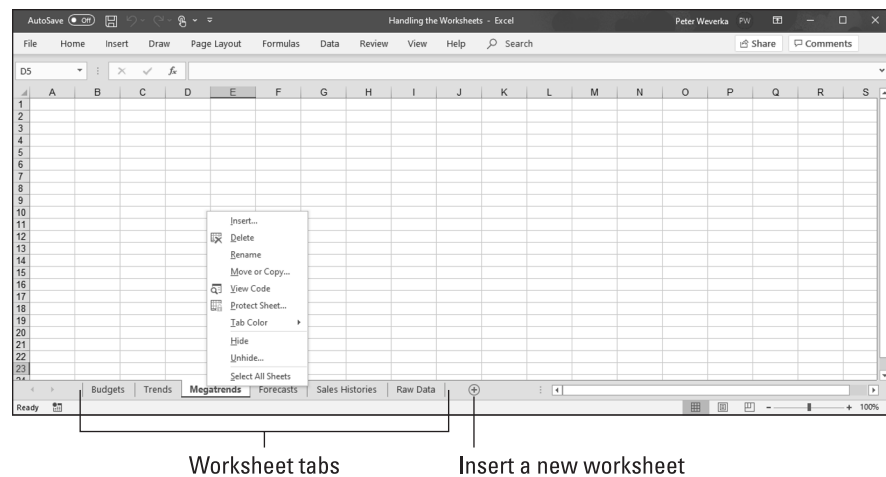 AutoSave Off Handling the Worksheets - Excel Peter Weverka PW
File Home Insert Draw Page Layout Formulas Data Review View Help Search Share Comments
D5 fx
A B C D E F G H I J K L M N O P Q R S
1
2
3
4
5
6
7
8
9
10
11 Insert...
12 Delete
13 Rename
14
15 Move or Copy...
16 View Code
17
18 Protect Sheet...
19 Tab Color
20
21 Hide
22 Unhide...
23 Select All Sheets
24
Budgets Trends Megatrends Forecasts Sales Histories Raw Data
Ready 100%
Worksheet tabs Insert a new worksheet